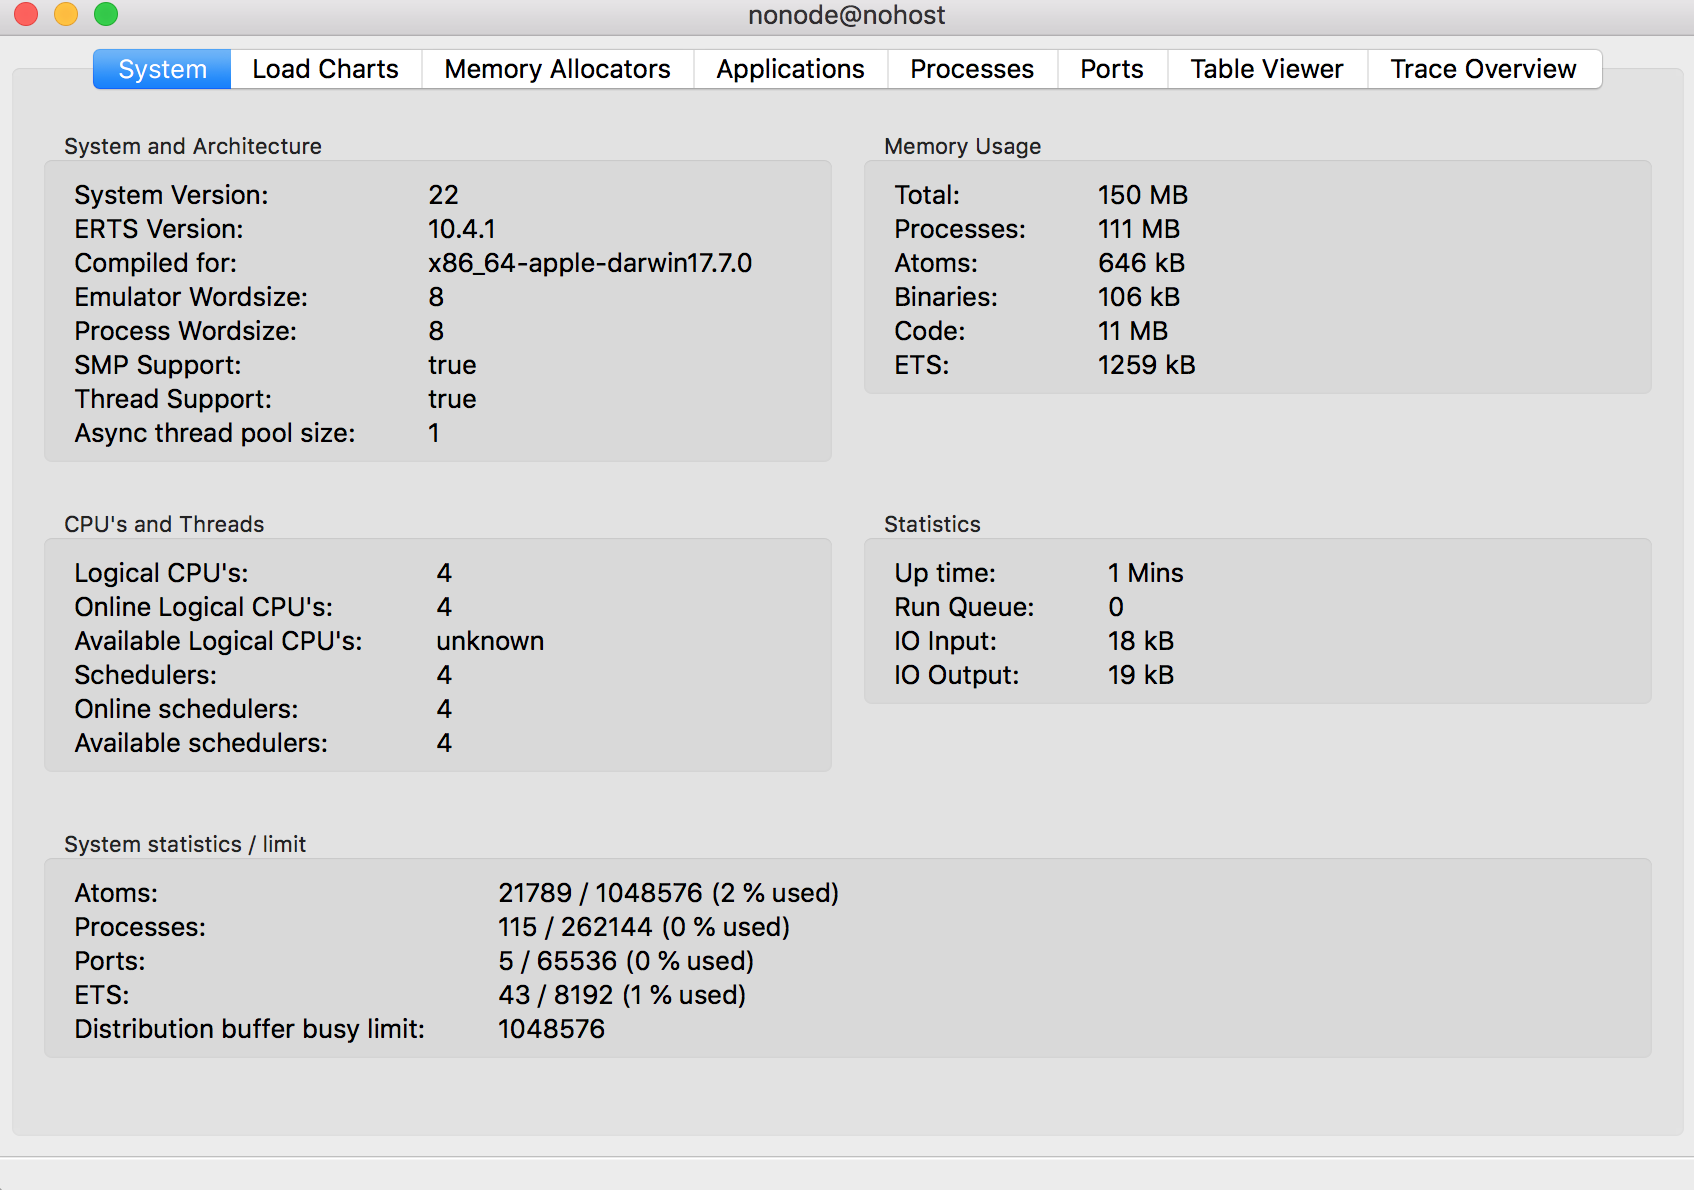 nonode@nohost
System Load Charts Memory Allocators Applications Processes Ports Table Viewer Trace Overview
System and Architecture
System Version: 22
ERTS Version: 10.4.1
Compiled for: x86_64-apple-darwin17.7.0
Emulator Wordsize: 8
Process Wordsize: 8
SMP Support: true
Thread Support: true
Async thread pool size: 1
Memory Usage
Total: 150 MB
Processes: 111 MB
Atoms: 646 kB
Binaries: 106 kB
Code: 11 MB
ETS: 1259 kB
CPU's and Threads
Logical CPU's: 4
Online Logical CPU's: 4
Available Logical CPU's: unknown
Schedulers: 4
Online schedulers: 4
Available schedulers: 4
Statistics
Up time: 1 Mins
Run Queue: 0
IO Input: 18 kB
IO Output: 19 kB
System statistics / limit
Atoms: 21789 / 1048576 (2 % used)
Processes: 115 / 262144 (0 % used)
Ports: 5 / 65536 (0 % used)
ETS: 43 / 8192 (1 % used)
Distribution buffer busy limit: 1048576